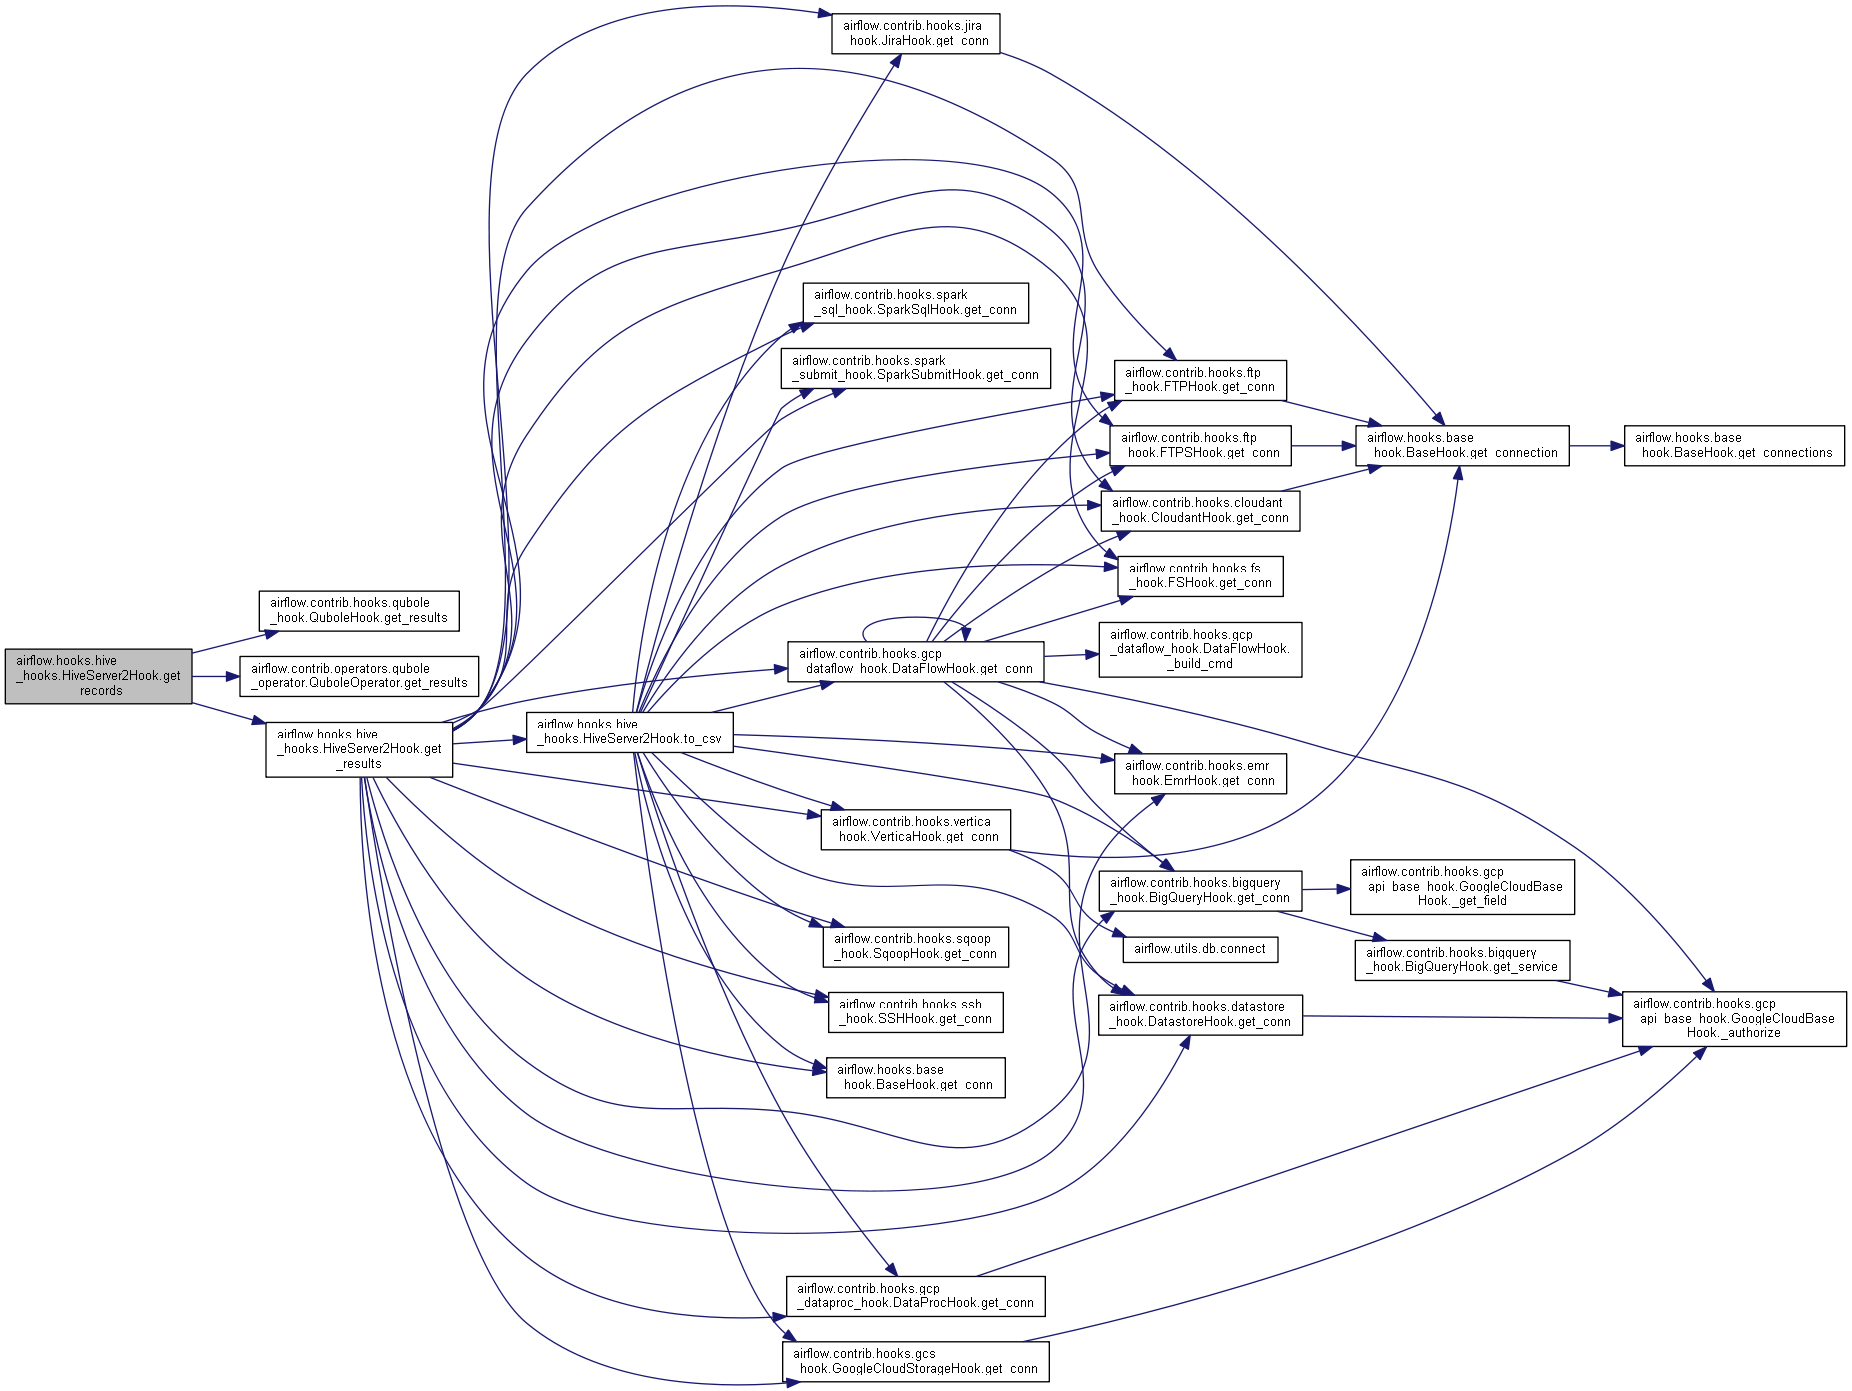 airflow.contrib.hooks.jira
_hook.JiraHook.get_conn
airflow.contrib.hooks.spark
_sql_hook.SparkSqlHook.get_conn
airflow.contrib.hooks.spark
_submit_hook.SparkSubmitHook.get_conn
airflow.contrib.hooks.ftp
_hook.FTPHook.get_conn
airflow.contrib.hooks.ftp
_hook.FTPSHook.get_conn
airflow.hooks.base
_hook.BaseHook.get_connection
airflow.hooks.base
_hook.BaseHook.get_connections
airflow.contrib.hooks.cloudant
_hook.CloudantHook.get_conn
airflow.contrib.hooks.fs
_hook.FSHook.get_conn
airflow.contrib.hooks.qubole
_hook.QuboleHook.get_results
airflow.hooks.hive
_hooks.HiveServer2Hook.get
_records
airflow.contrib.operators.qubole
_operator.QuboleOperator.get_results
airflow.hooks.hive
_hooks.HiveServer2Hook.get
_results
airflow.hooks.hive
_hooks.HiveServer2Hook.to_csv
airflow.contrib.hooks.gcp
_dataflow_hook.DataFlowHook.get_conn
airflow.contrib.hooks.gcp
_dataflow_hook.DataFlowHook.
_build_cmd
airflow.contrib.hooks.emr
_hook.EmrHook.get_conn
airflow.contrib.hooks.vertica
_hook.VerticaHook.get_conn
airflow.contrib.hooks.bigquery
_hook.BigQueryHook.get_conn
airflow.contrib.hooks.gcp
_api_base_hook.GoogleCloudBase
Hook._get_field
airflow.contrib.hooks.sqoop
_hook.SqoopHook.get_conn
airflow.utils.db.connect
airflow.contrib.hooks.bigquery
_hook.BigQueryHook.get_service
airflow.contrib.hooks.ssh
_hook.SSHHook.get_conn
airflow.contrib.hooks.datastore
_hook.DatastoreHook.get_conn
airflow.contrib.hooks.gcp
_api_base_hook.GoogleCloudBase
Hook._authorize
airflow.hooks.base
_hook.BaseHook.get_conn
airflow.contrib.hooks.gcp
_dataproc_hook.DataProcHook.get_conn
airflow.contrib.hooks.gcs
_hook.GoogleCloudStorageHook.get_conn